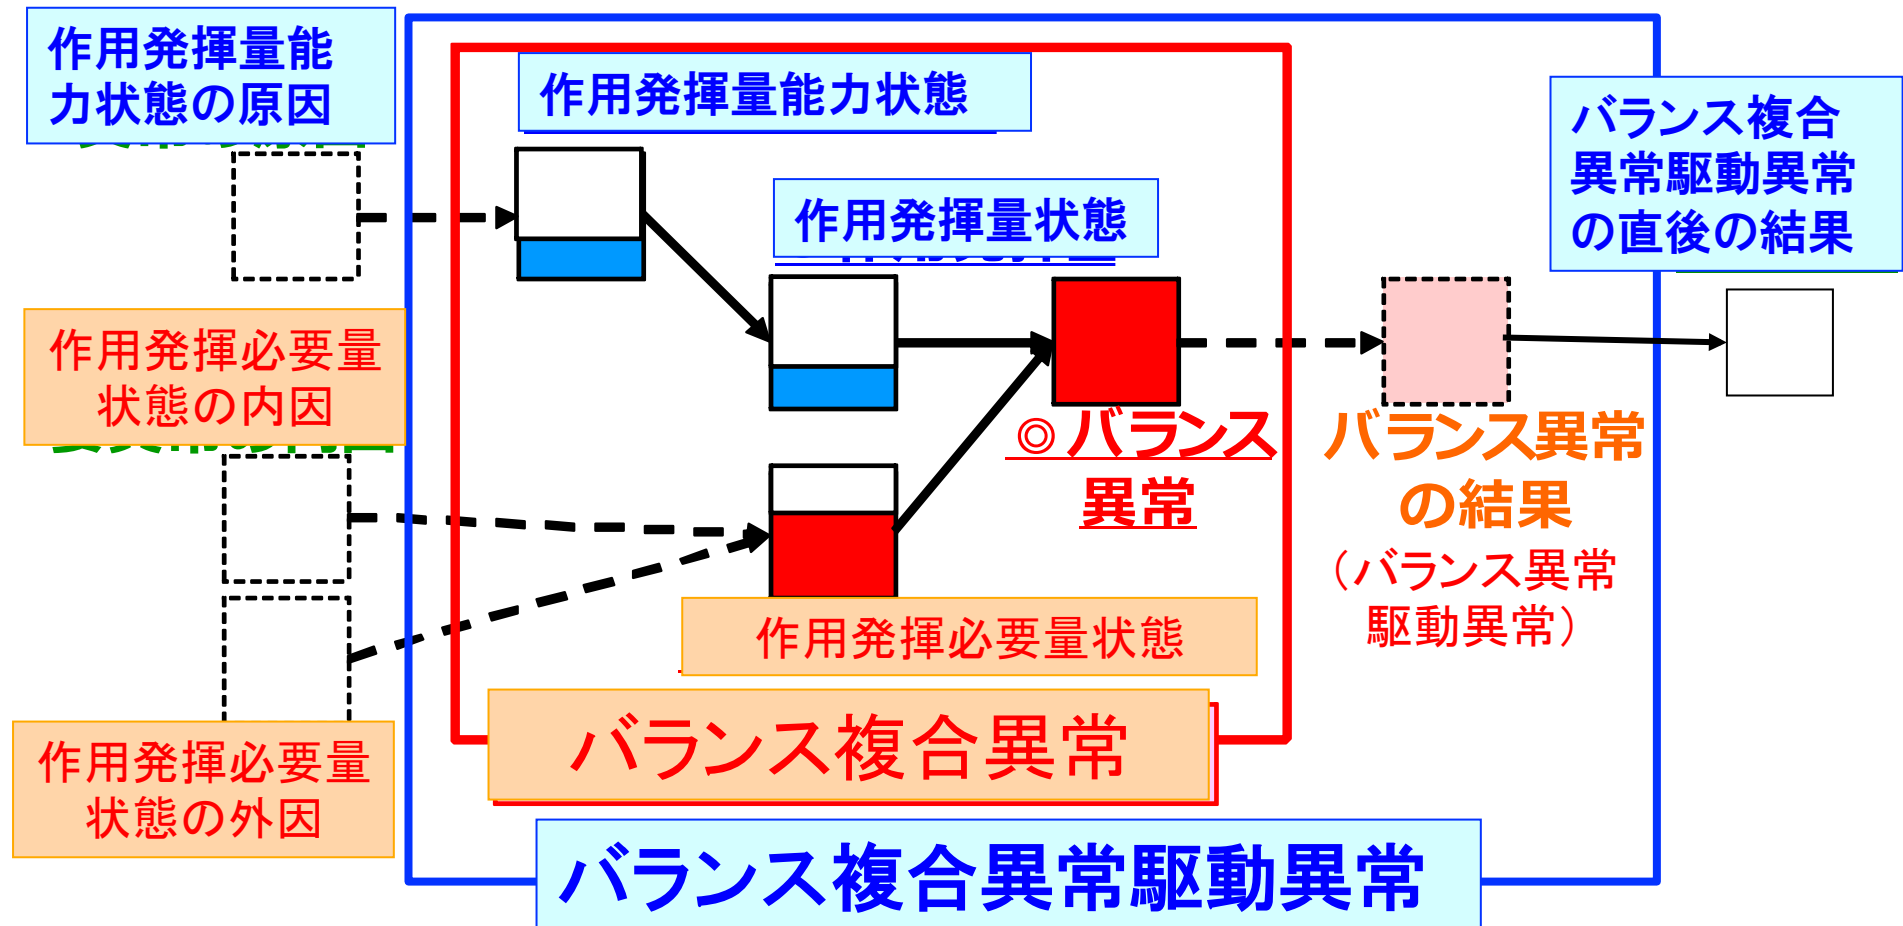 作用発揮量能
力状態の原因
作用発揮量能力状態
作用発揮量状態
バランス複合
異常駆動異常
の直後の結果
作用発揮必要量
状態の内因
◎バランス
異常
バランス異常
の結果
（バランス異常
駆動異常）
作用発揮必要量状態
作用発揮必要量
状態の外因
バランス複合異常
バランス複合異常駆動異常